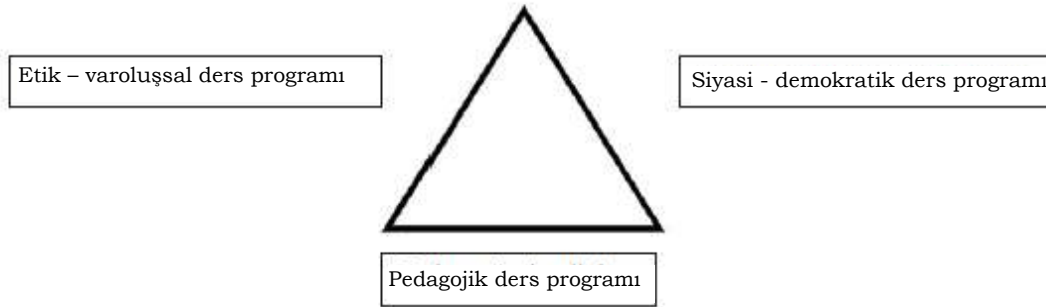 Etik – varoluşsal ders programı
Siyasi - demokratik ders programı
Pedagojik ders programı